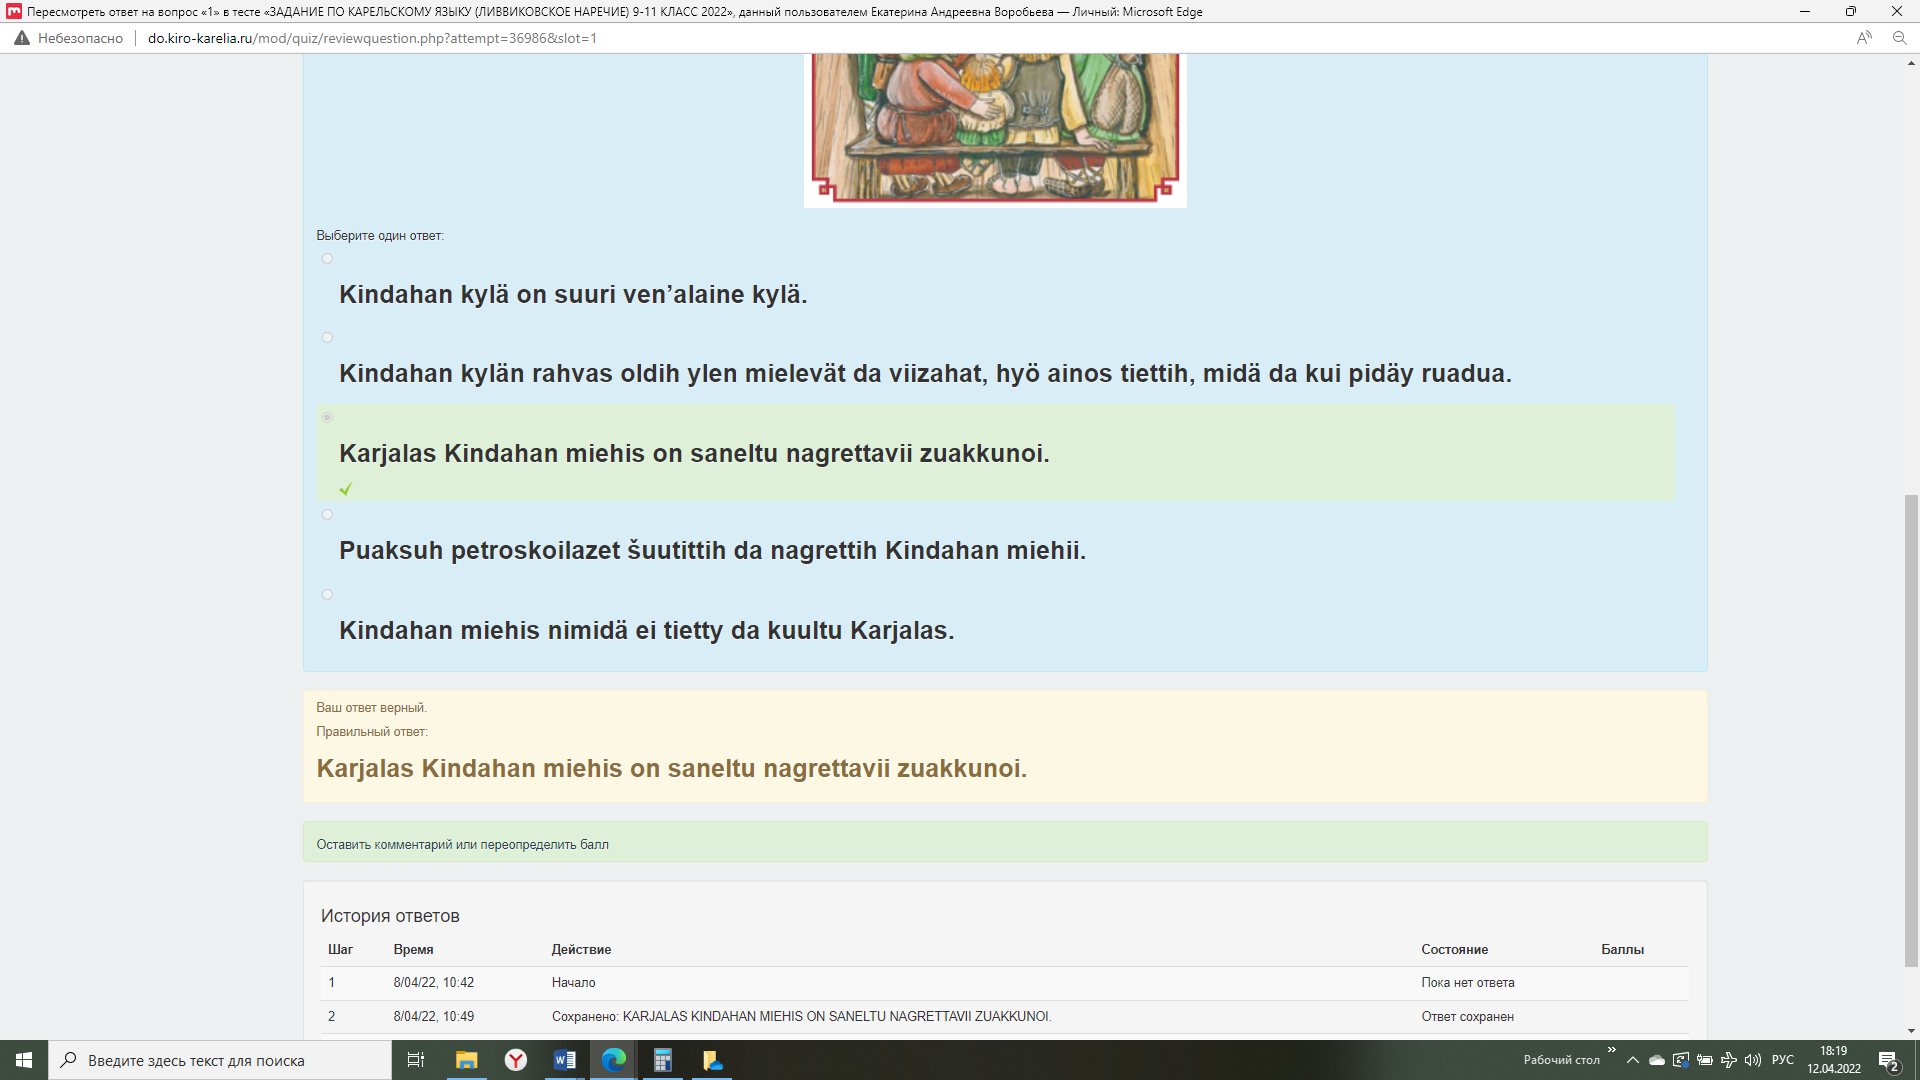 Пересмотреть ответ на вопрос «1» в тесте «ЗАДАНИЕ ПО КАРЕЛЬСКОМУ ЯЗЫКУ (ЛИВВИКОВСКОЕ НАРЕЧИЕ) 9-11 КЛАСС 2022», данный пользователем Екатерина Андреевна Воробьева — Личный: Microsoft Edge
Небезопасно do.kiro-karelia.ru/mod/quiz/reviewquestion.php?attempt=36986&slot=1
Выберите один ответ:
Kindahan kylä on suuri ven’alaine kylä.
Kindahan kylän rahvas oldih ylen mielevät da viizahat, hyö ainos tiettih, midä da kui pidäy ruadua.
Karjalas Kindahan miehis on saneltu nagrettavii zuakkunoi.
Puaksuh petroskoilazet šuutittih da nagrettih Kindahan miehii.
Kindahan miehis nimidä ei tietty da kuultu Karjalas.
Ваш ответ верный.
Правильный ответ:
Karjalas Kindahan miehis on saneltu nagrettavii zuakkunoi.
Оставить комментарий или переопределить балл
История ответов
Шаг Время Действие Состояние Баллы
1 8/04/22, 10:42 Начало Пока нет ответа
2 8/04/22, 10:49 Сохранено: KARJALAS KINDAHAN MIEHIS ON SANELTU NAGRETTAVII ZUAKKUNOI. Ответ сохранен
Введите здесь текст для поиска
Рабочий стол
РУС
18:19
12.04.2022
2